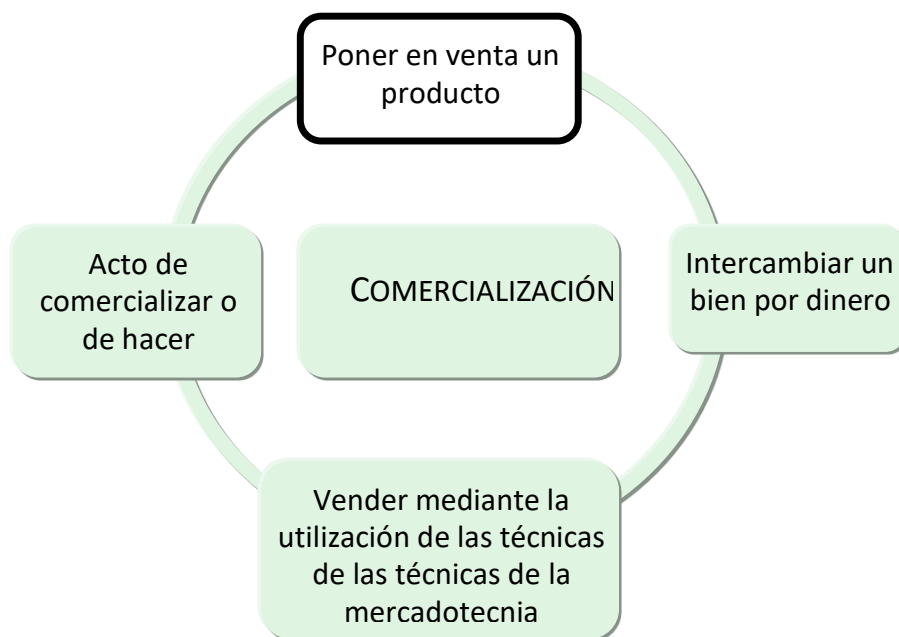 Poner en venta un
producto
Acto de
comercializar o
de hacer
COMERCIALIZACIÓN
Intercambiar un
bien por dinero
Vender mediante la
utilización de las técnicas
de las técnicas de la
mercadotecnia